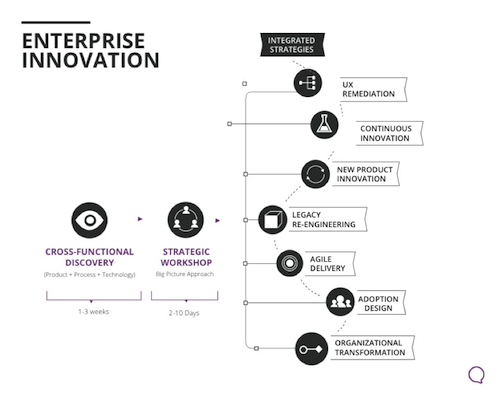 ENTERPRISE
INNOVATION
INTEGRATED
STRATEGIES
UX
REMEDIATION
CONTINUOUS
INNOVATION
NEW PRODUCT
INNOVATION
LEGACY
RE-ENGINEERING
AGILE
DELIVERY
ADOPTION
DESIGN
ORGANIZATIONAL
TRANSFORMATION
CROSS-FUNCTIONAL
DISCOVERY
(Product + Process + Technology)
1-3 weeks
STRATEGIC
WORKSHOP
Big Picture Approach
2-10 Days